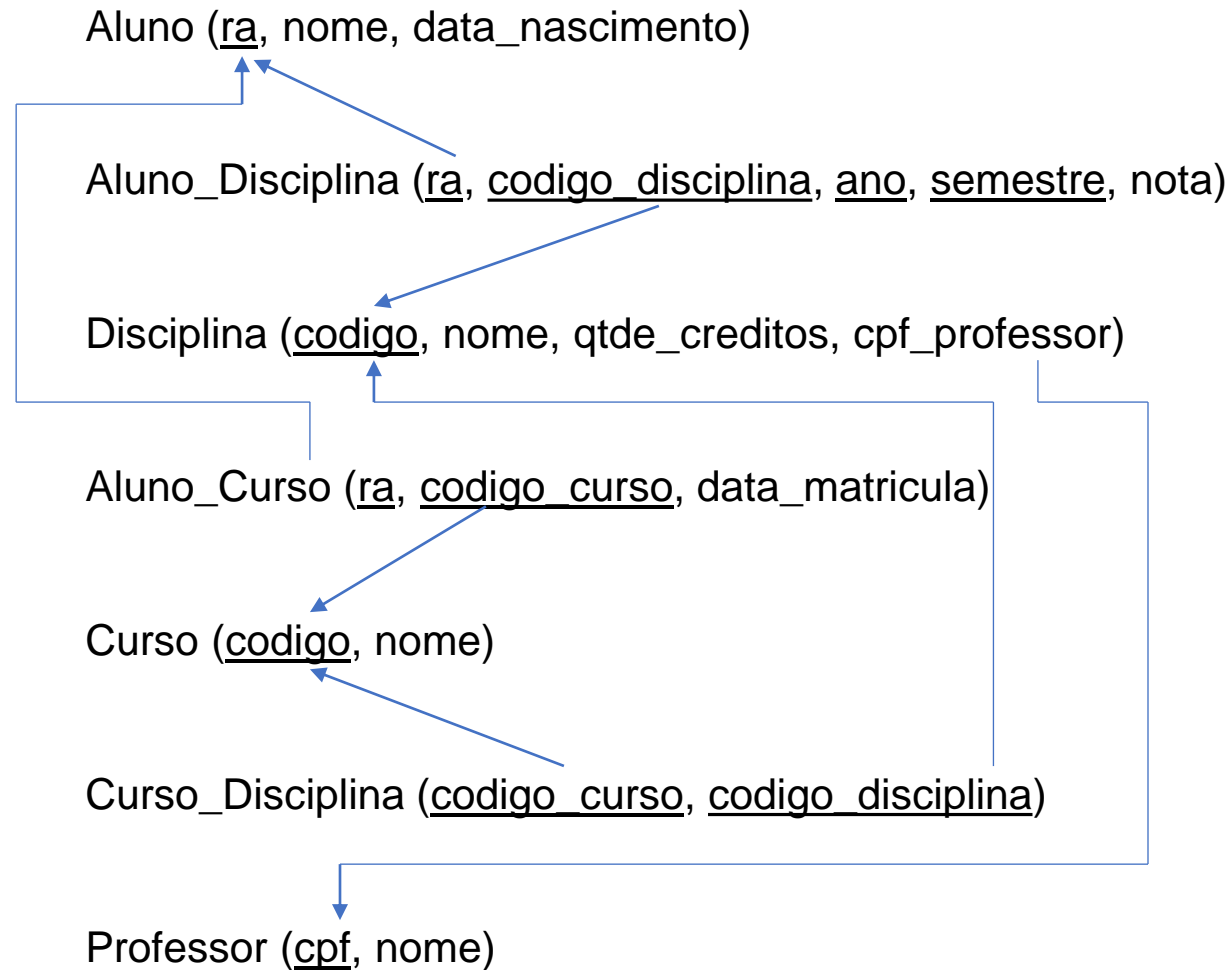 Aluno (ra, nome, data_nascimento)
Aluno_Disciplina (ra, codigo_disciplina, ano, semestre, nota)
Disciplina (codigo, nome, qtde_creditos, cpf_professor)
Aluno_Curso (ra, codigo_curso, data_matricula)
Curso (codigo, nome)
Curso_Disciplina (codigo_curso, codigo_disciplina)
Professor (cpf, nome)